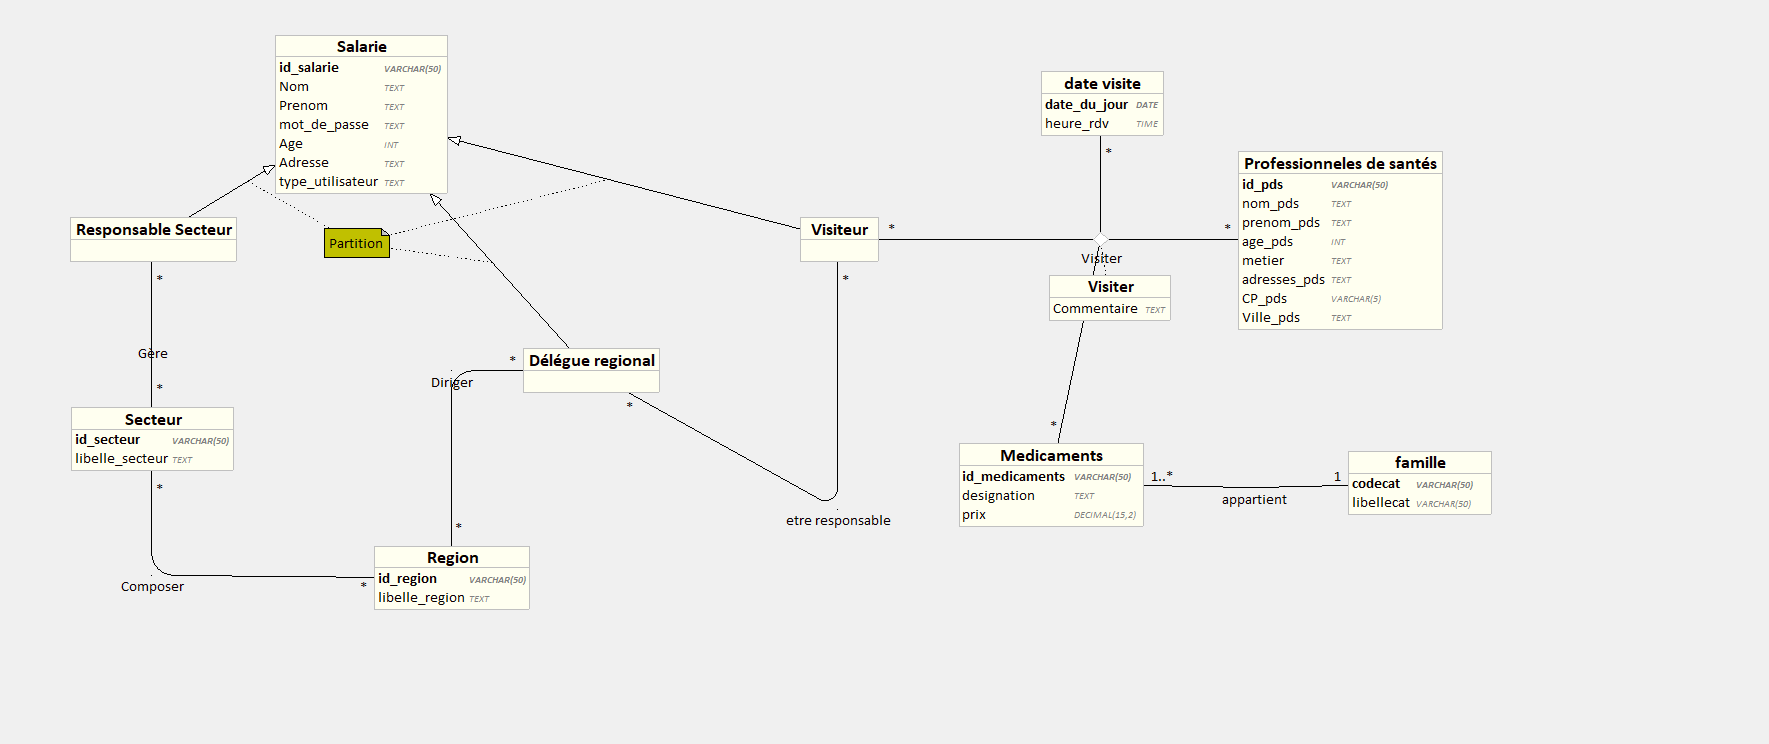 Salarie
id_salarie VARCHAR(50)
Nom TEXT
Prenom TEXT
mot_de_passe TEXT
Age INT
Adresse TEXT
type_utilisateur TEXT
date visite
date_du_jour DATE
heure_rdv TIME
*
Professionneles de santés
id_pds VARCHAR(50)
nom_pds TEXT
prenom_pds TEXT
age_pds INT
metier TEXT
adresses_pds TEXT
CP_pds VARCHAR(5)
Ville_pds TEXT
Responsable Secteur
Partition
Visiteur
* *
Visiter
Visiter
Commentaire TEXT
* *
Gère
*
Délégue regional
*
Diriger
*
Secteur
id_secteur VARCHAR(50)
libelle_secteur TEXT
*
*
Medicaments
id_medicaments VARCHAR(50)
designation TEXT
prix DECIMAL(15,2)
1..* 1
appartient
famille
codecat VARCHAR(50)
libellecat VARCHAR(50)
etre responsable
*
Region
id_region VARCHAR(50)
libelle_region TEXT
Composer *